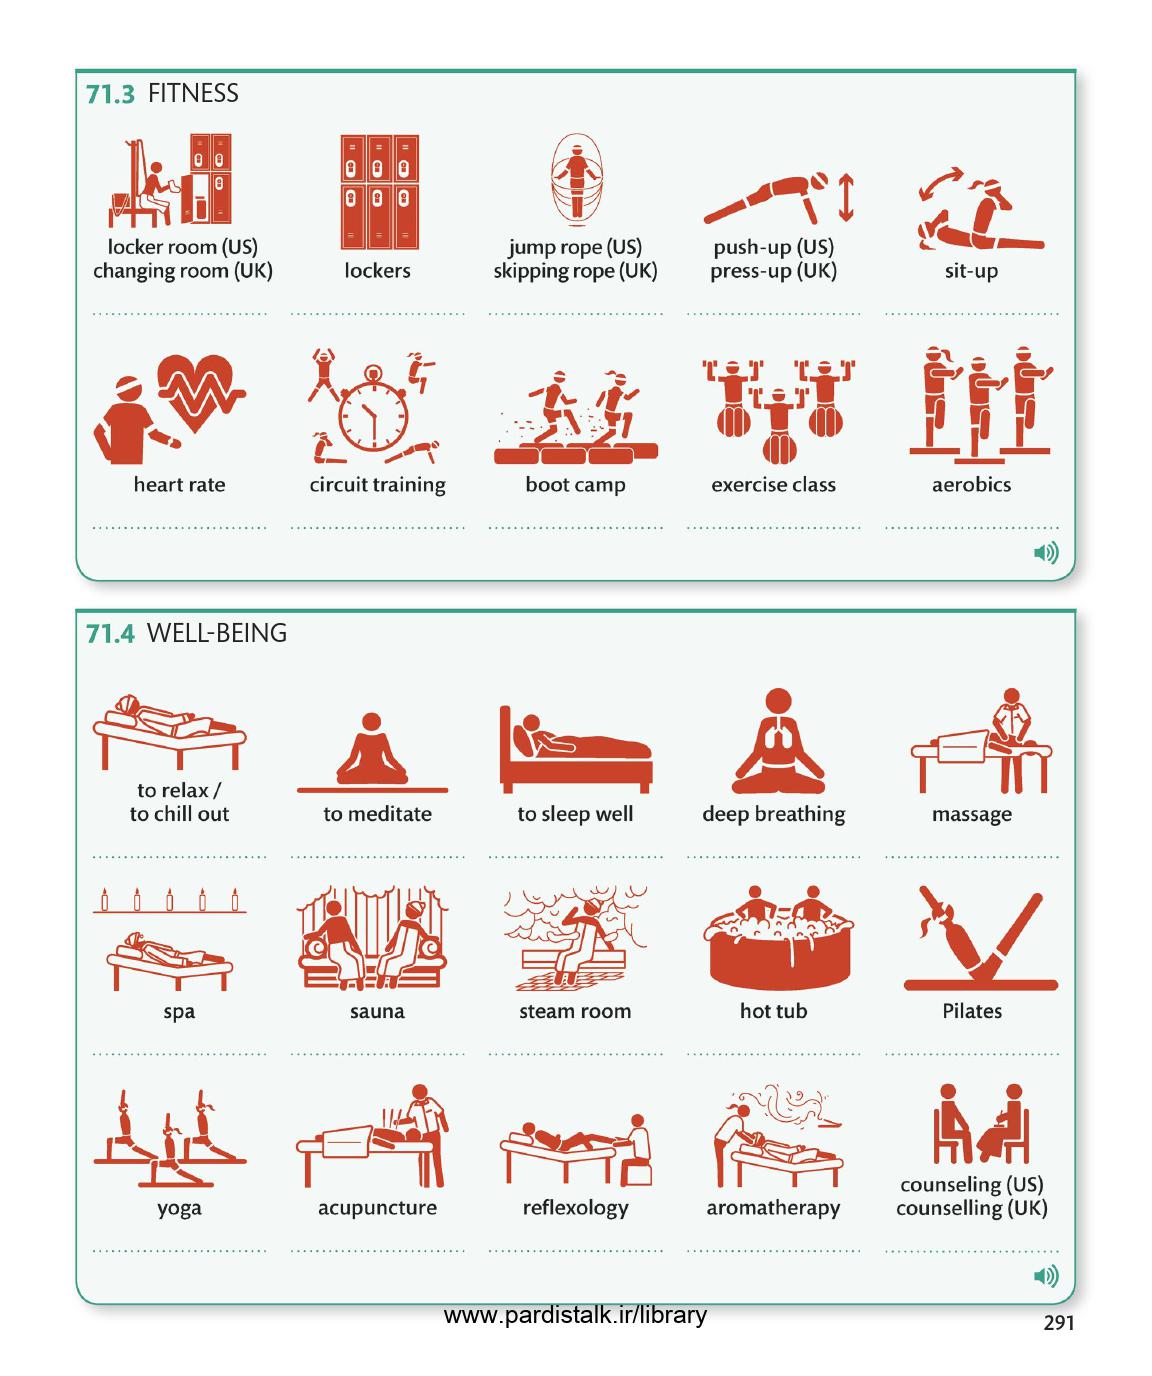 71.3 FITNESS
locker room (US)
changing room (UK)
lockers
jump rope (US)
skipping rope (UK)
push-up (US)
press-up (UK)
sit-up
heart rate
circuit training
boot camp
exercise class
aerobics
71.4 WELL-BEING
to relax /
to chill out
to meditate
to sleep well
deep breathing
massage
spa
sauna
steam room
hot tub
Pilates
yoga
acupuncture
reflexology
aromatherapy
counseling (US)
counselling (UK)
www.pardistalk.ir/library
291